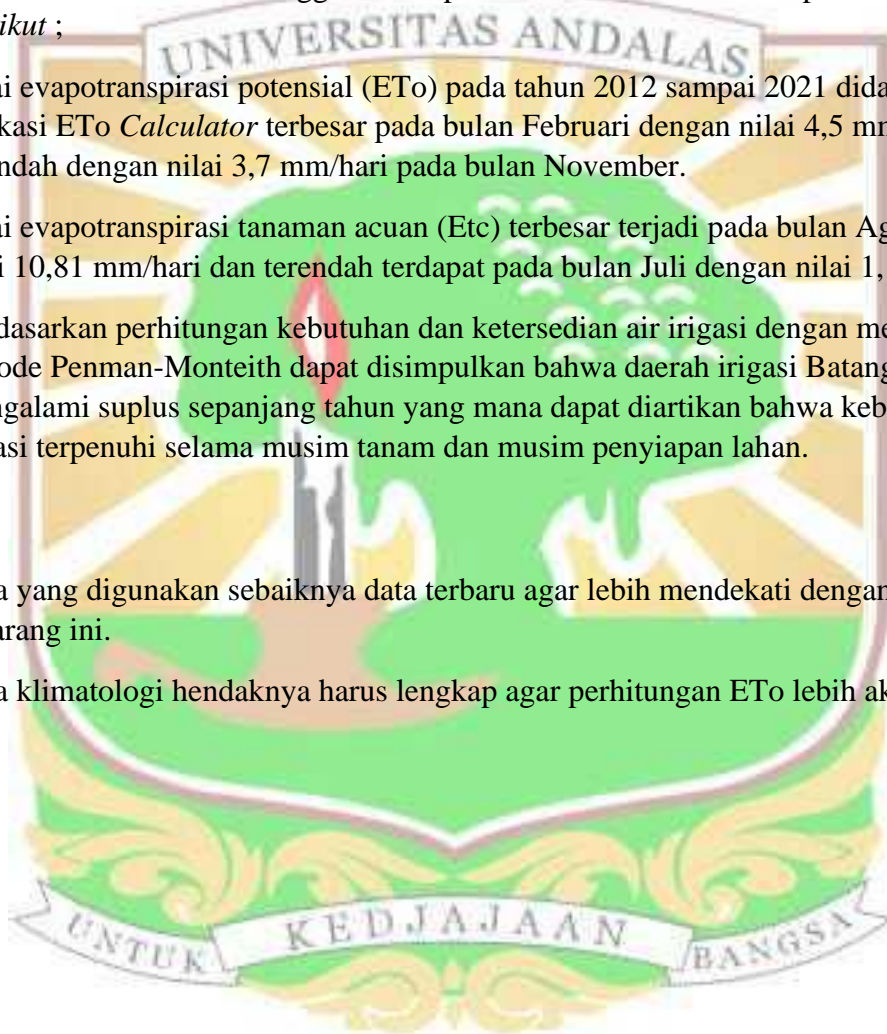 ikut ;
UNIVERSITAS ANDALAS
ai evapotranspirasi potensial (ETo) pada tahun 2012 sampai 2021 dida
kasi ETo Calculator terbesar pada bulan Februari dengan nilai 4,5 mm
ndah dengan nilai 3,7 mm/hari pada bulan November.
ai evapotranspirasi tanaman acuan (Etc) terbesar terjadi pada bulan Ag
i 10,81 mm/hari dan terendah terdapat pada bulan Juli dengan nilai 1,
dasarkan perhitungan kebutuhan dan ketersedian air irigasi dengan me
ode Penman-Monteith dapat disimpulkan bahwa daerah irigasi Batang
ngalami suplus sepanjang tahun yang mana dapat diartikan bahwa keb
asi terpenuhi selama musim tanam dan musim penyiapan lahan.
a yang digunakan sebaiknya data terbaru agar lebih mendekati dengan
arang ini.
a klimatologi hendaknya harus lengkap agar perhitungan ETo lebih ak
UNTUK KEDJAJAAN BANGSA